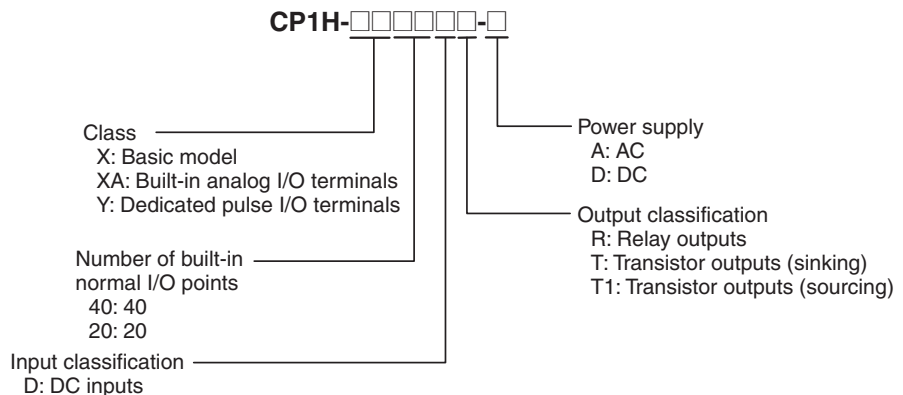 CP1H-□□□□□□-□
Class
X: Basic model
XA: Built-in analog I/O terminals
Y: Dedicated pulse I/O terminals
Number of built-in
normal I/O points
40: 40
20: 20
Input classification
D: DC inputs
Power supply
A: AC
D: DC
Output classification
R: Relay outputs
T: Transistor outputs (sinking)
T1: Transistor outputs (sourcing)